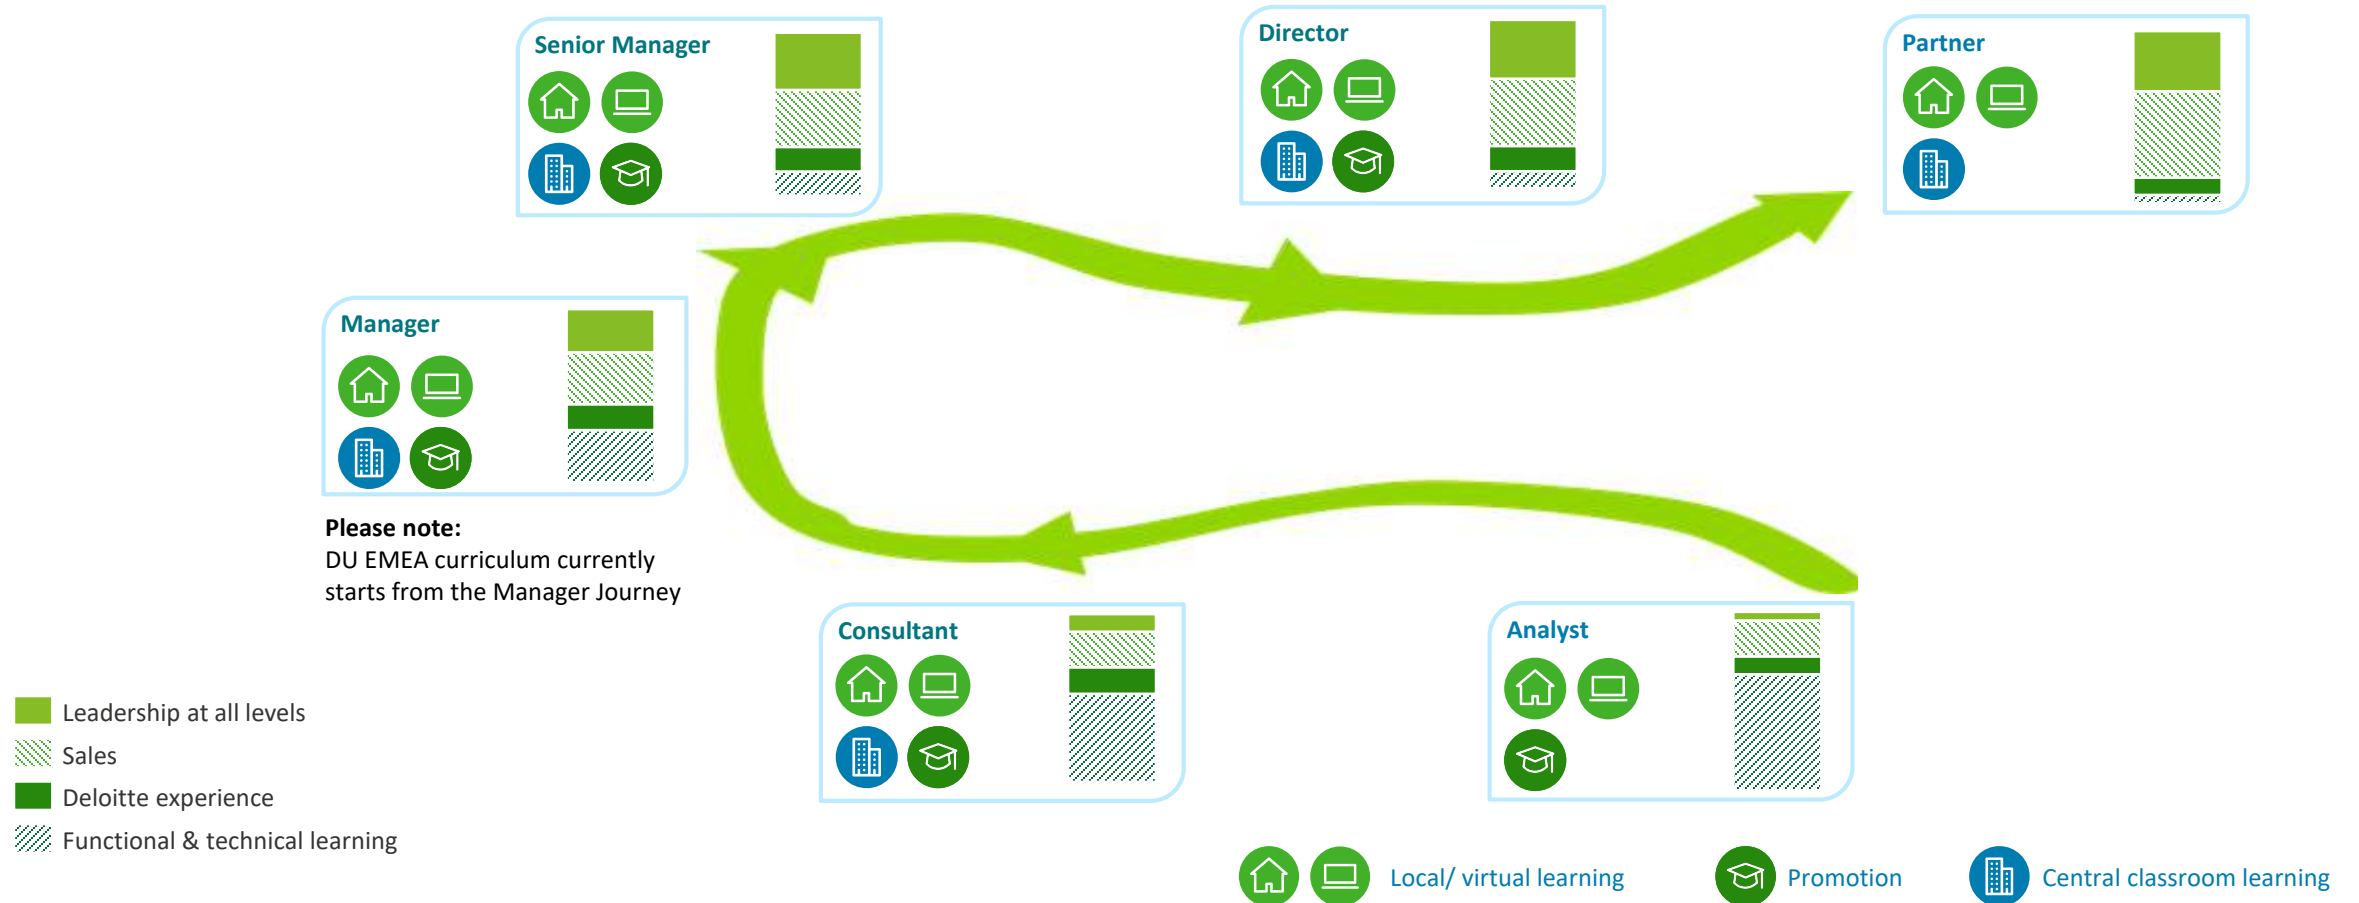 Senior Manager
Director
Partner
Manager
Please note:
DU EMEA curriculum currently
starts from the Manager Journey
Consultant
Analyst
Leadership at all levels
Sales
Deloitte experience
Functional & technical learning
Local/ virtual learning
Promotion
Central classroom learning